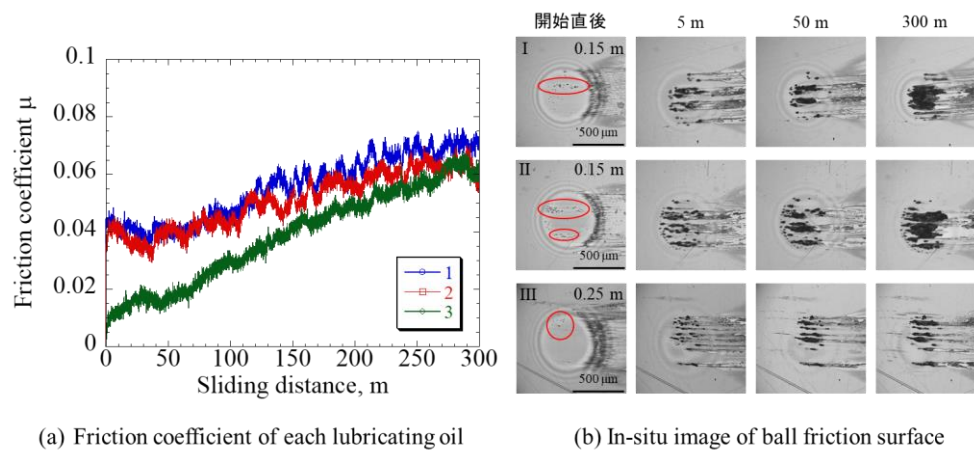 0.1
0.08
0.06
0.04
0.02
0
Friction coefficient μ
1
2
3
0 50 100 150 200 250 300
Sliding distance, m
(a) Friction coefficient of each lubricating oil
開始直後 5 m 50 m 300 m
I 0.15 m
500 μm
II 0.15 m
500 μm
III 0.25 m
500 μm
(b) In-situ image of ball friction surface